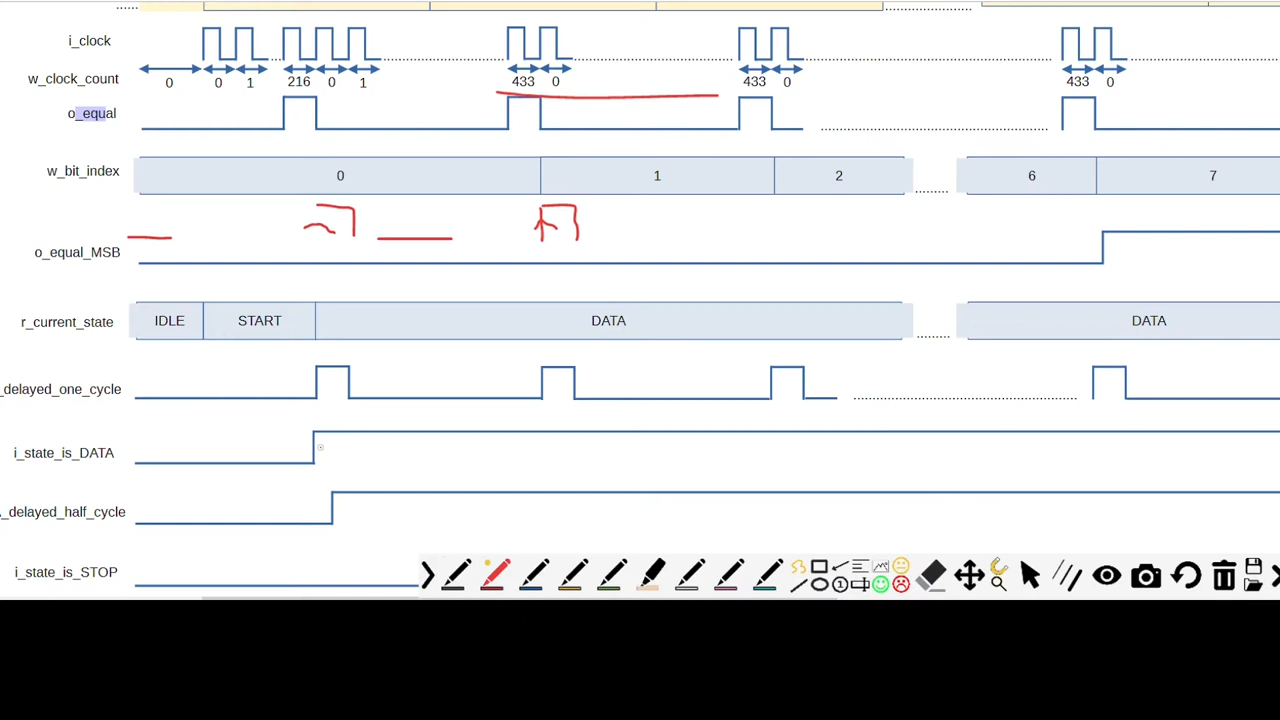 i_clock
w_clock_count 0 0 1 216 0 1 433 0 433 0 433 0
o_equal
w_bit_index 0 1 2 6 7
o_equal_MSB
r_current_state IDLE START DATA DATA
_delayed_one_cycle
i_state_is_DATA
_delayed_half_cycle
i_state_is_STOP